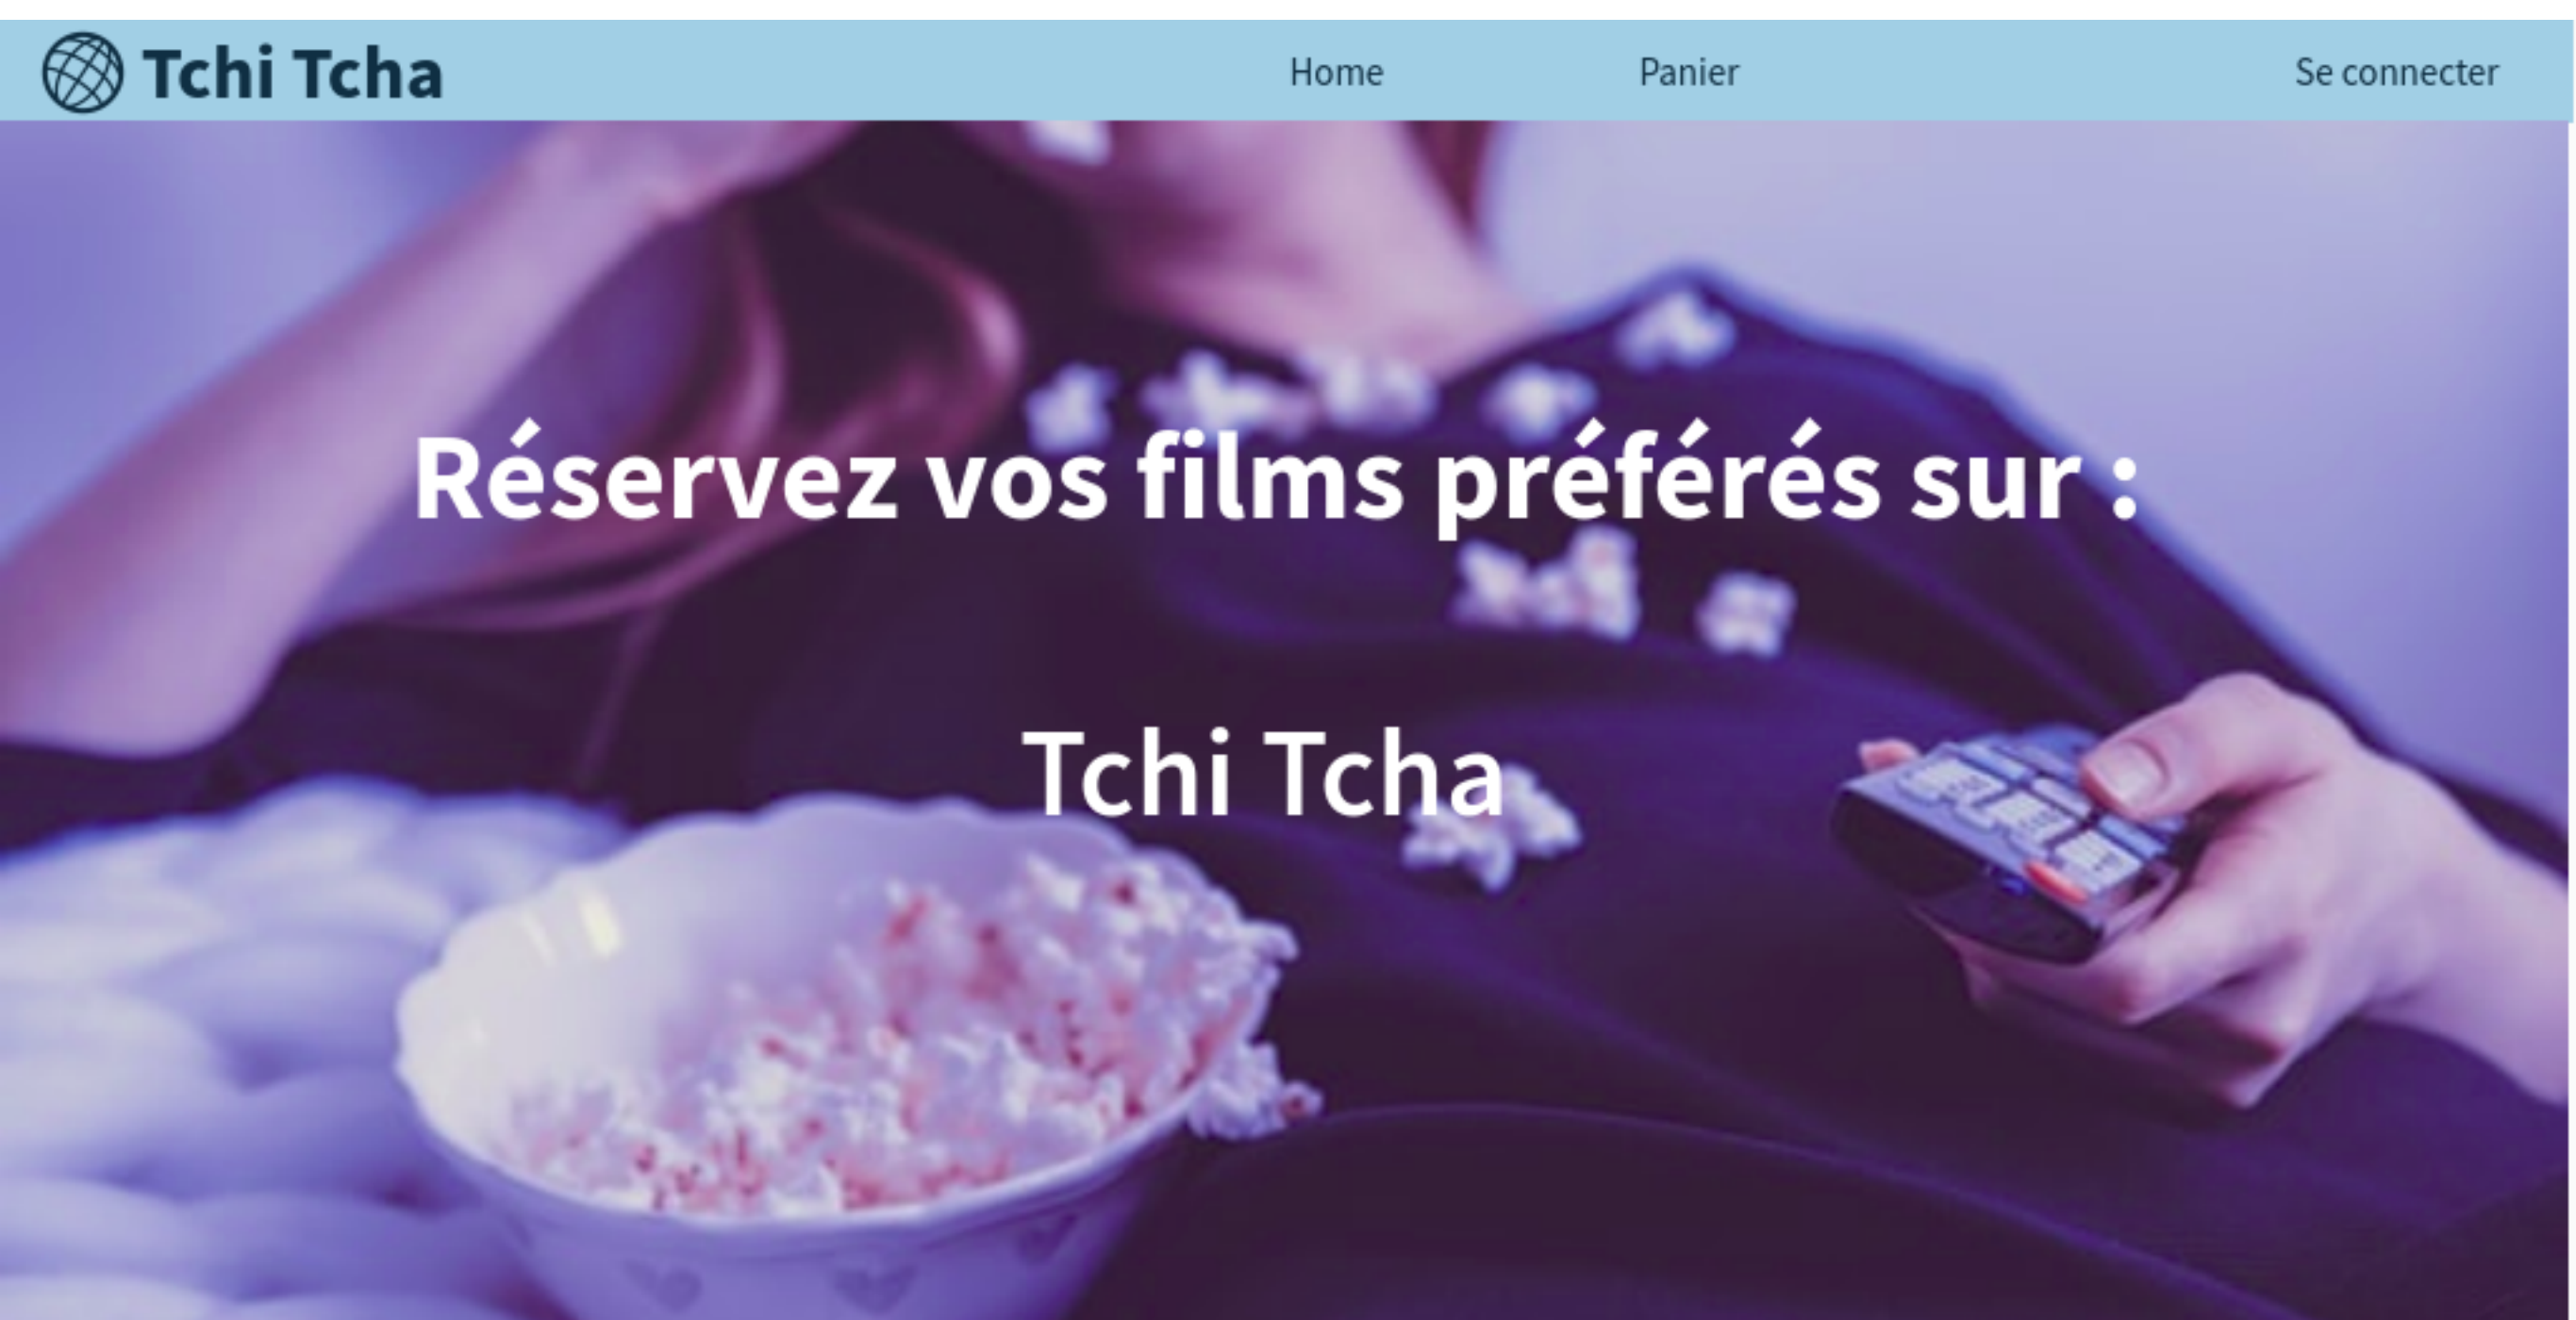 Tchi Tcha
Home
Panier
Se connecter
Réservez vos films préférés sur :
Tchi Tcha